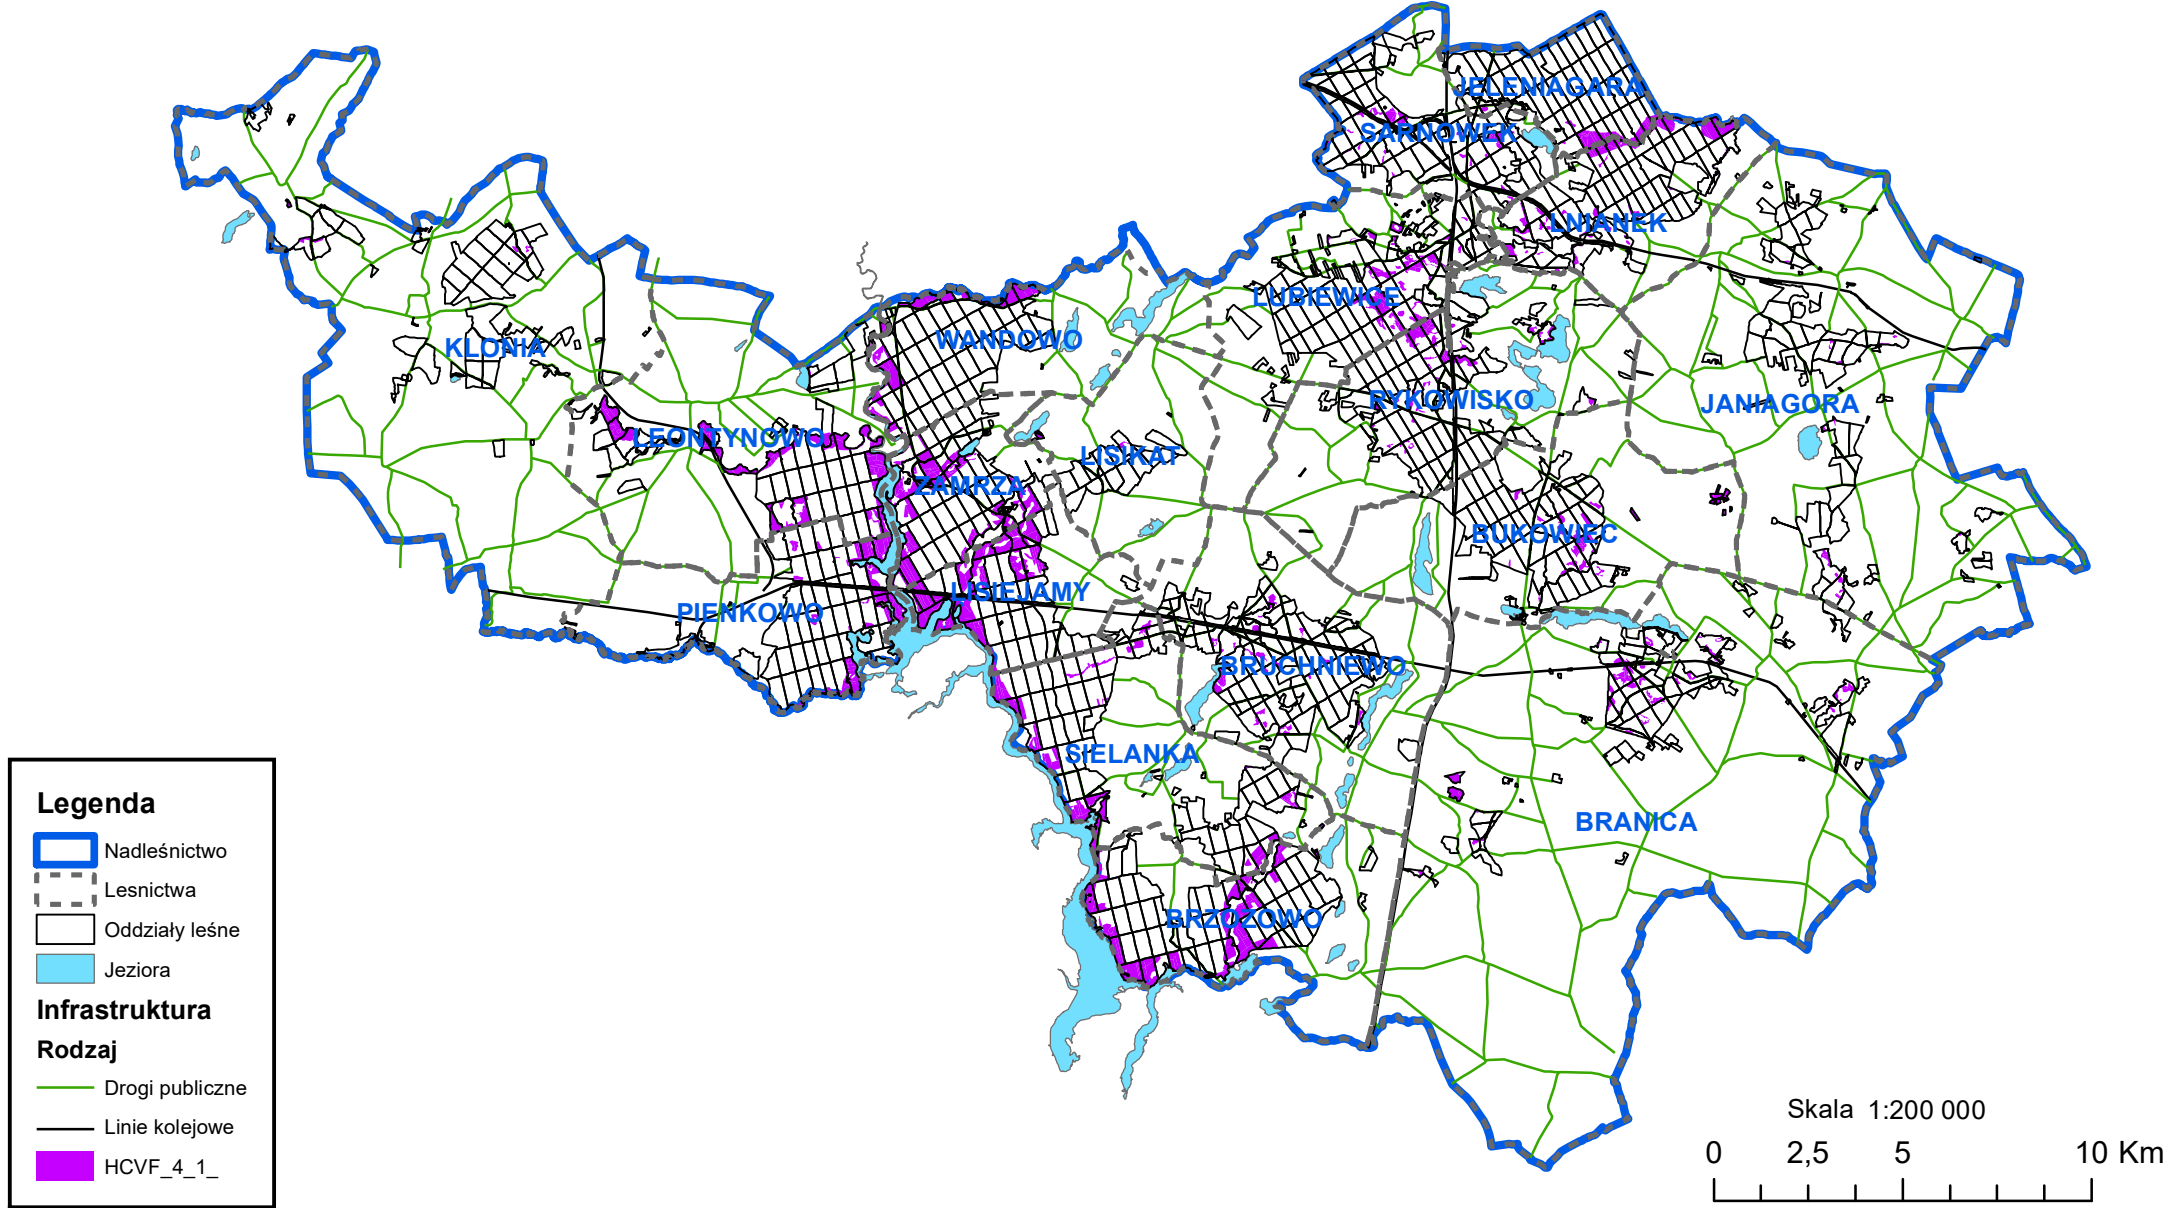 JELENIAGARA
SARNÓWEK
LNIANEK
LUBIEWICE
WANDOWO
KLONIA
RYKOWISKO
JANIAGORA
LEONTYNOWO
LISIKAT
ZAMRZA
BUKOWIEC
LISIEJAMY
PIENKOWO
BRUCHNIEWO
SIELANKA
BRANICA
BRZOZOWO
Legenda
Nadleśnictwo
Lesnictwa
Oddziały leśne
Jeziora
Infrastruktura
Rodzaj
Drogi publiczne
Linie kolejowe
HCVF_4_1_
Skala 1:200 000
0 2,5 5 10 Km